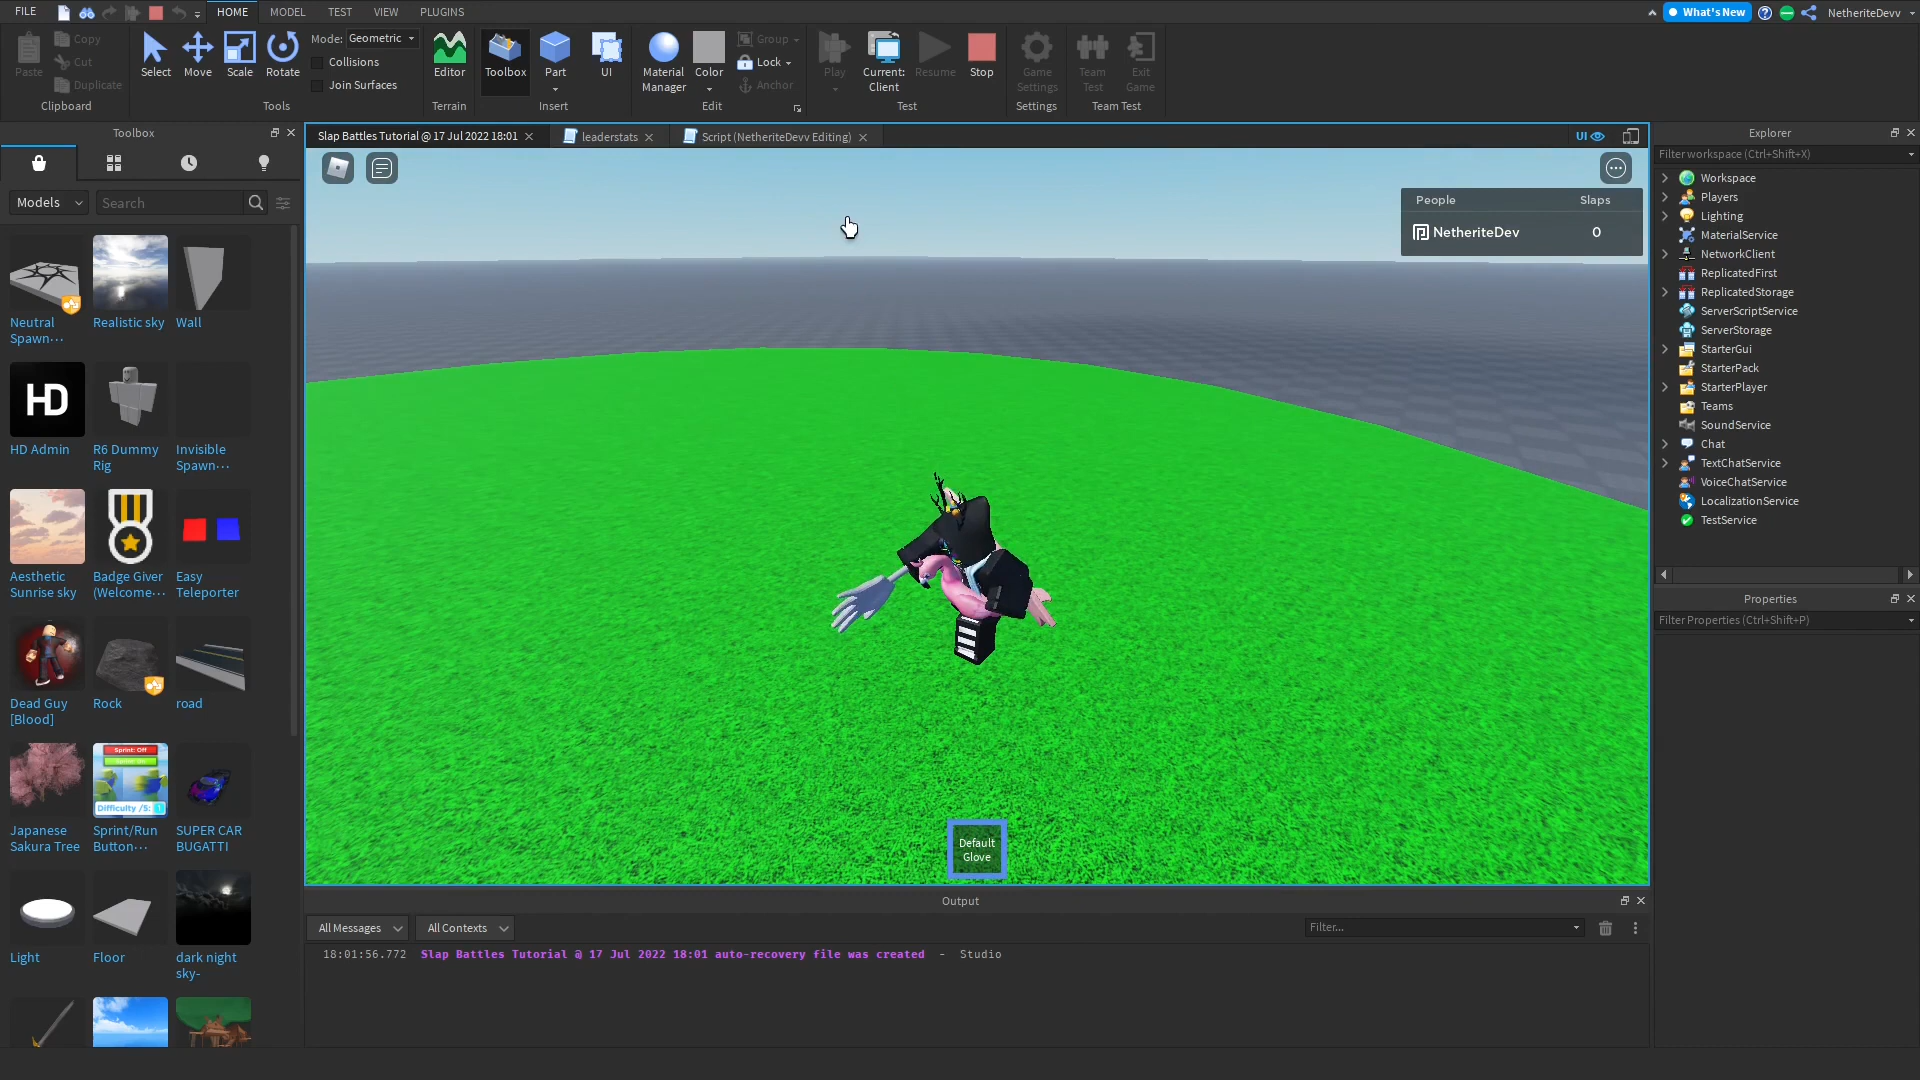 FILE
HOME
MODEL
TEST
VIEW
PLUGINS
What's New
NetheriteDevv
Paste
Copy
Cut
Duplicate
Clipboard
Select
Move
Scale
Rotate
Mode: Geometric
Collisions
Join Surfaces
Tools
Editor
Terrain
Toolbox
Part
UI
Insert
Material
Manager
Color
Group
Lock
Anchor
Edit
Play
Current:
Client
Resume
Stop
Test
Game
Settings
Settings
Team
Test
Exit
Game
Team Test
Toolbox
Models
Search
Neutral
Spawn···
Realistic sky
Wall
HD
HD Admin
R6 Dummy
Rig
Invisible
Spawn···
Aesthetic
Sunrise sky
Badge Giver
(Welcome···
Easy
Teleporter
Dead Guy
[Blood]
Rock
road
Japanese
Sakura Tree
Sprint: Off
Difficulty /5: 1
Sprint/Run
Button···
SUPER CAR
BUGATTI
Light
Floor
dark night
sky-
Slap Battles Tutorial @ 17 Jul 2022 18:01
leaderstats
Script (NetheriteDevv Editing)
UI
People Slaps
NetheriteDev 0
Default
Glove
Output
All Messages
All Contexts
Filter...
18:01:56.772 Slap Battles Tutorial @ 17 Jul 2022 18:01 auto-recovery file was created - Studio
Explorer
Filter workspace (Ctrl+Shift+X)
Workspace
Players
Lighting
MaterialService
NetworkClient
ReplicatedFirst
ReplicatedStorage
ServerScriptService
ServerStorage
StarterGui
StarterPack
StarterPlayer
Teams
SoundService
Chat
TextChatService
VoiceChatService
LocalizationService
TestService
Properties
Filter Properties (Ctrl+Shift+P)